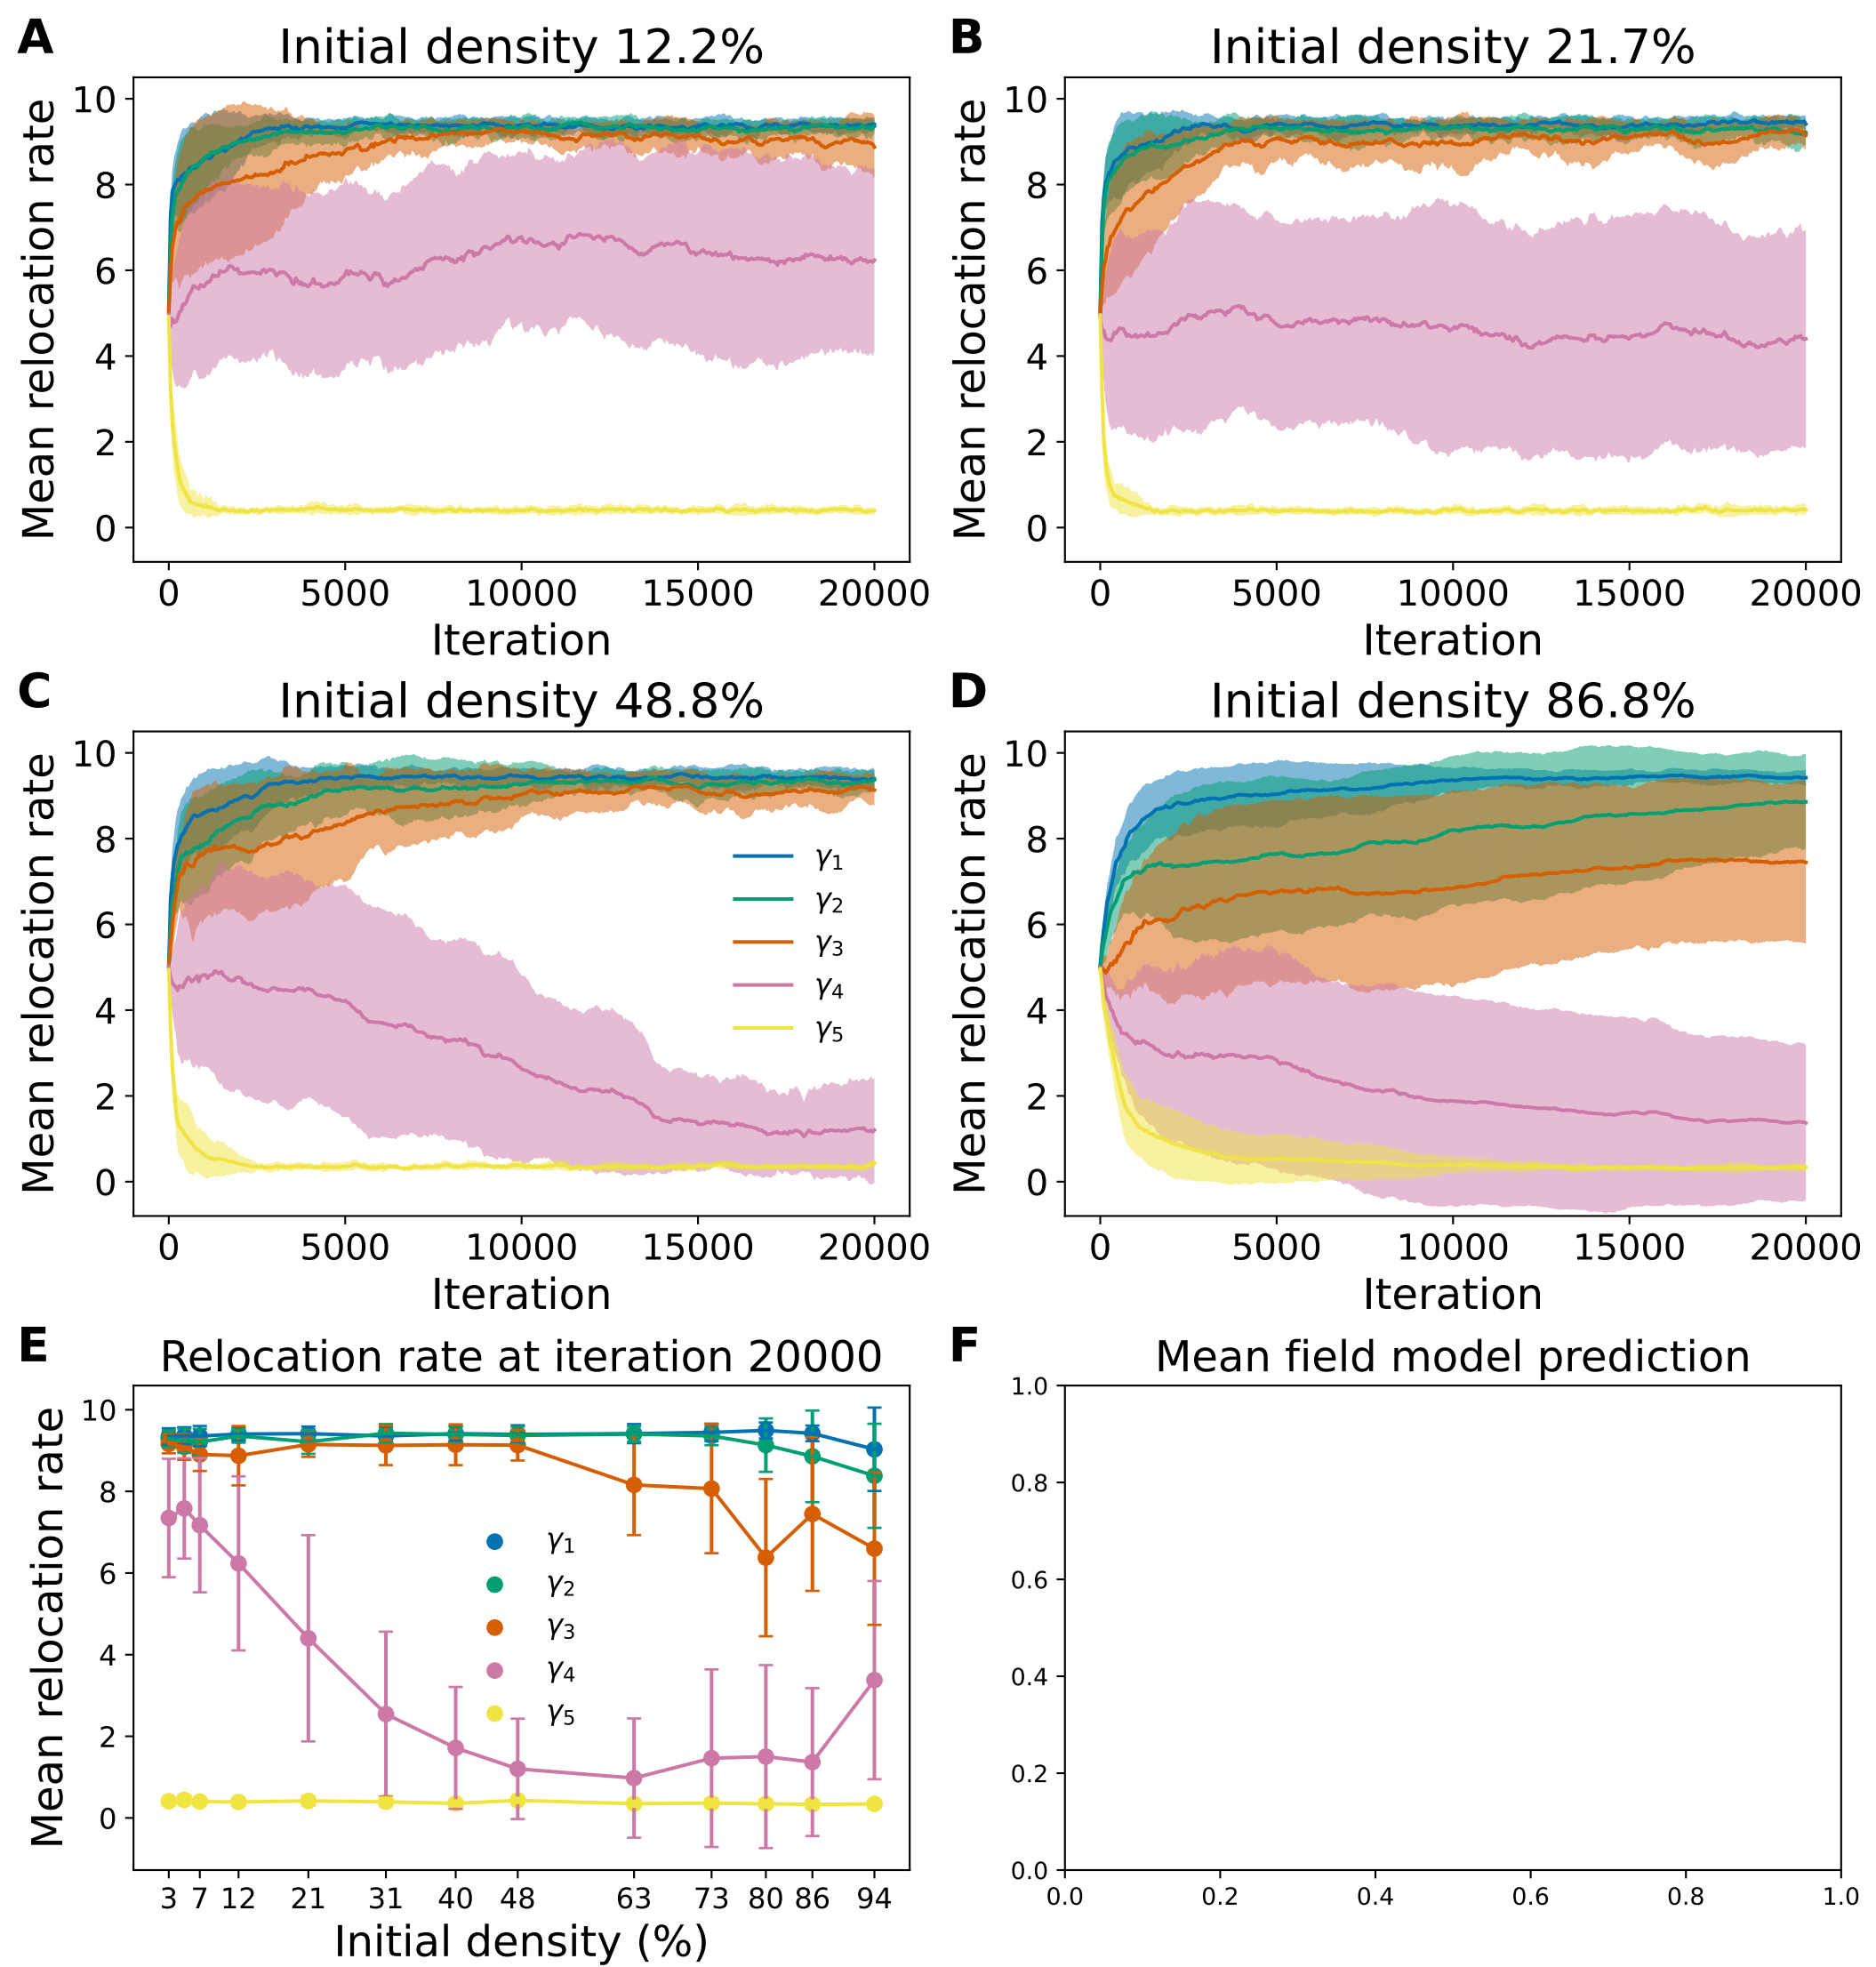 A
Initial density 12.2%
Mean relocation rate
10
8
6
4
2
0
0 5000 10000 15000 20000
Iteration
B
Initial density 21.7%
Mean relocation rate
10
8
6
4
2
0
0 5000 10000 15000 20000
Iteration
C
Initial density 48.8%
Mean relocation rate
10
8
6
4
2
0
γ1
γ2
γ3
γ4
γ5
0 5000 10000 15000 20000
Iteration
D
Initial density 86.8%
Mean relocation rate
10
8
6
4
2
0
0 5000 10000 15000 20000
Iteration
E
Relocation rate at iteration 20000
Mean relocation rate
10
8
6
4
2
0
γ1
γ2
γ3
γ4
γ5
3 7 12 21 31 40 48 63 73 80 86 94
Initial density (%)
F
Mean field model prediction
1.0
0.8
0.6
0.4
0.2
0.0
0.0 0.2 0.4 0.6 0.8 1.0